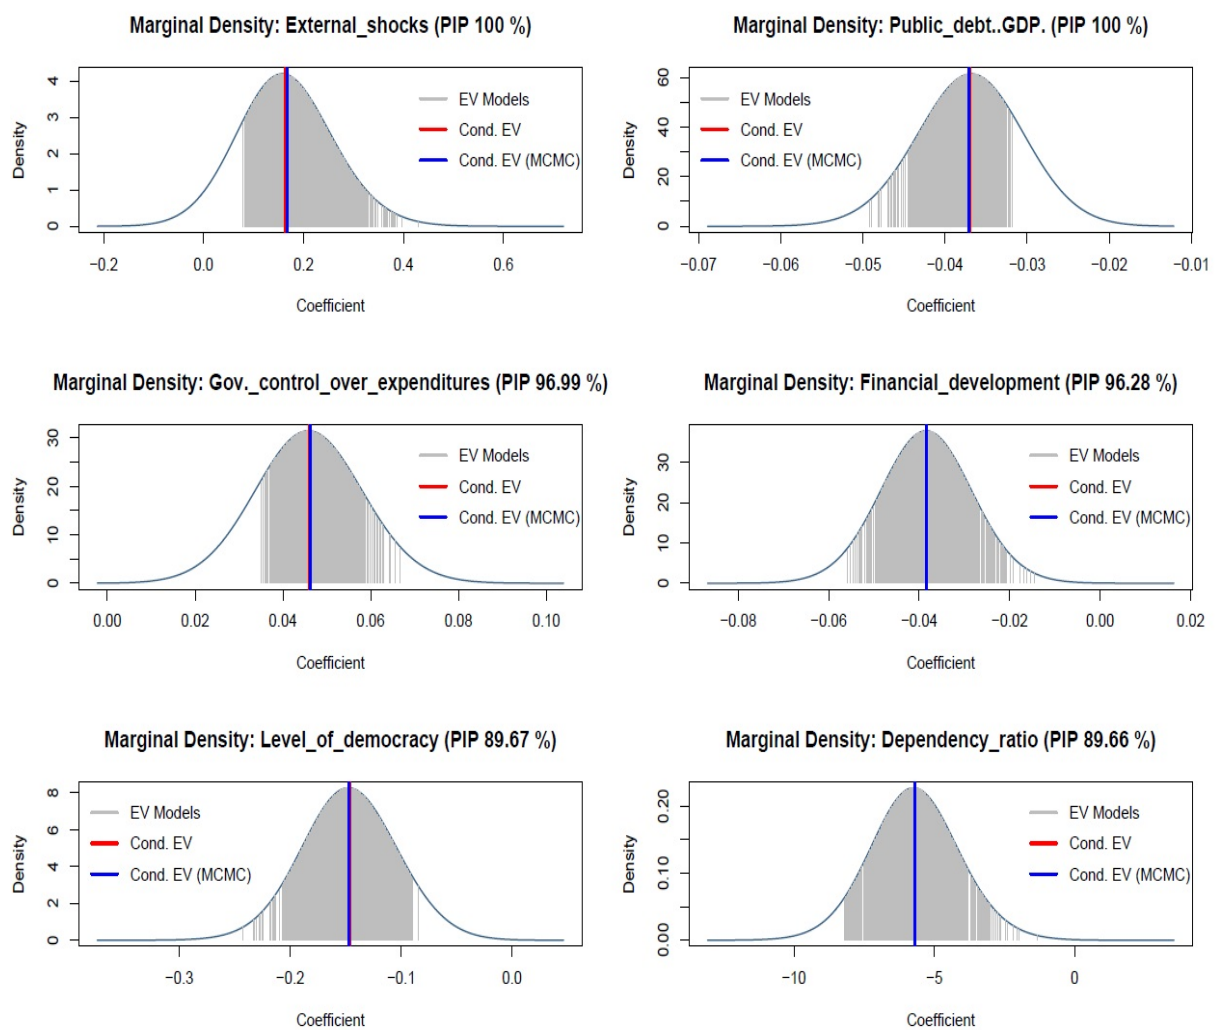 Marginal Density: External_shocks (PIP 100 %)
Density
0 1 2 3 4
EV Models
Cond. EV
Cond. EV (MCMC)
−0.2 0.0 0.2 0.4 0.6
Coefficient
Marginal Density: Public_debt..GDP. (PIP 100 %)
Density
0 20 40 60
EV Models
Cond. EV
Cond. EV (MCMC)
−0.07 −0.06 −0.05 −0.04 −0.03 −0.02 −0.01
Coefficient
Marginal Density: Gov._control_over_expenditures (PIP 96.99 %)
Density
0 10 20 30
EV Models
Cond. EV
Cond. EV (MCMC)
0.00 0.02 0.04 0.06 0.08 0.10
Coefficient
Marginal Density: Financial_development (PIP 96.28 %)
Density
0 10 20 30
EV Models
Cond. EV
Cond. EV (MCMC)
−0.08 −0.06 −0.04 −0.02 0.00 0.02
Coefficient
Marginal Density: Level_of_democracy (PIP 89.67 %)
Density
0 2 4 6 8
EV Models
Cond. EV
Cond. EV (MCMC)
−0.3 −0.2 −0.1 0.0
Coefficient
Marginal Density: Dependency_ratio (PIP 89.66 %)
Density
0.00 0.10 0.20
EV Models
Cond. EV
Cond. EV (MCMC)
−10 −5 0
Coefficient